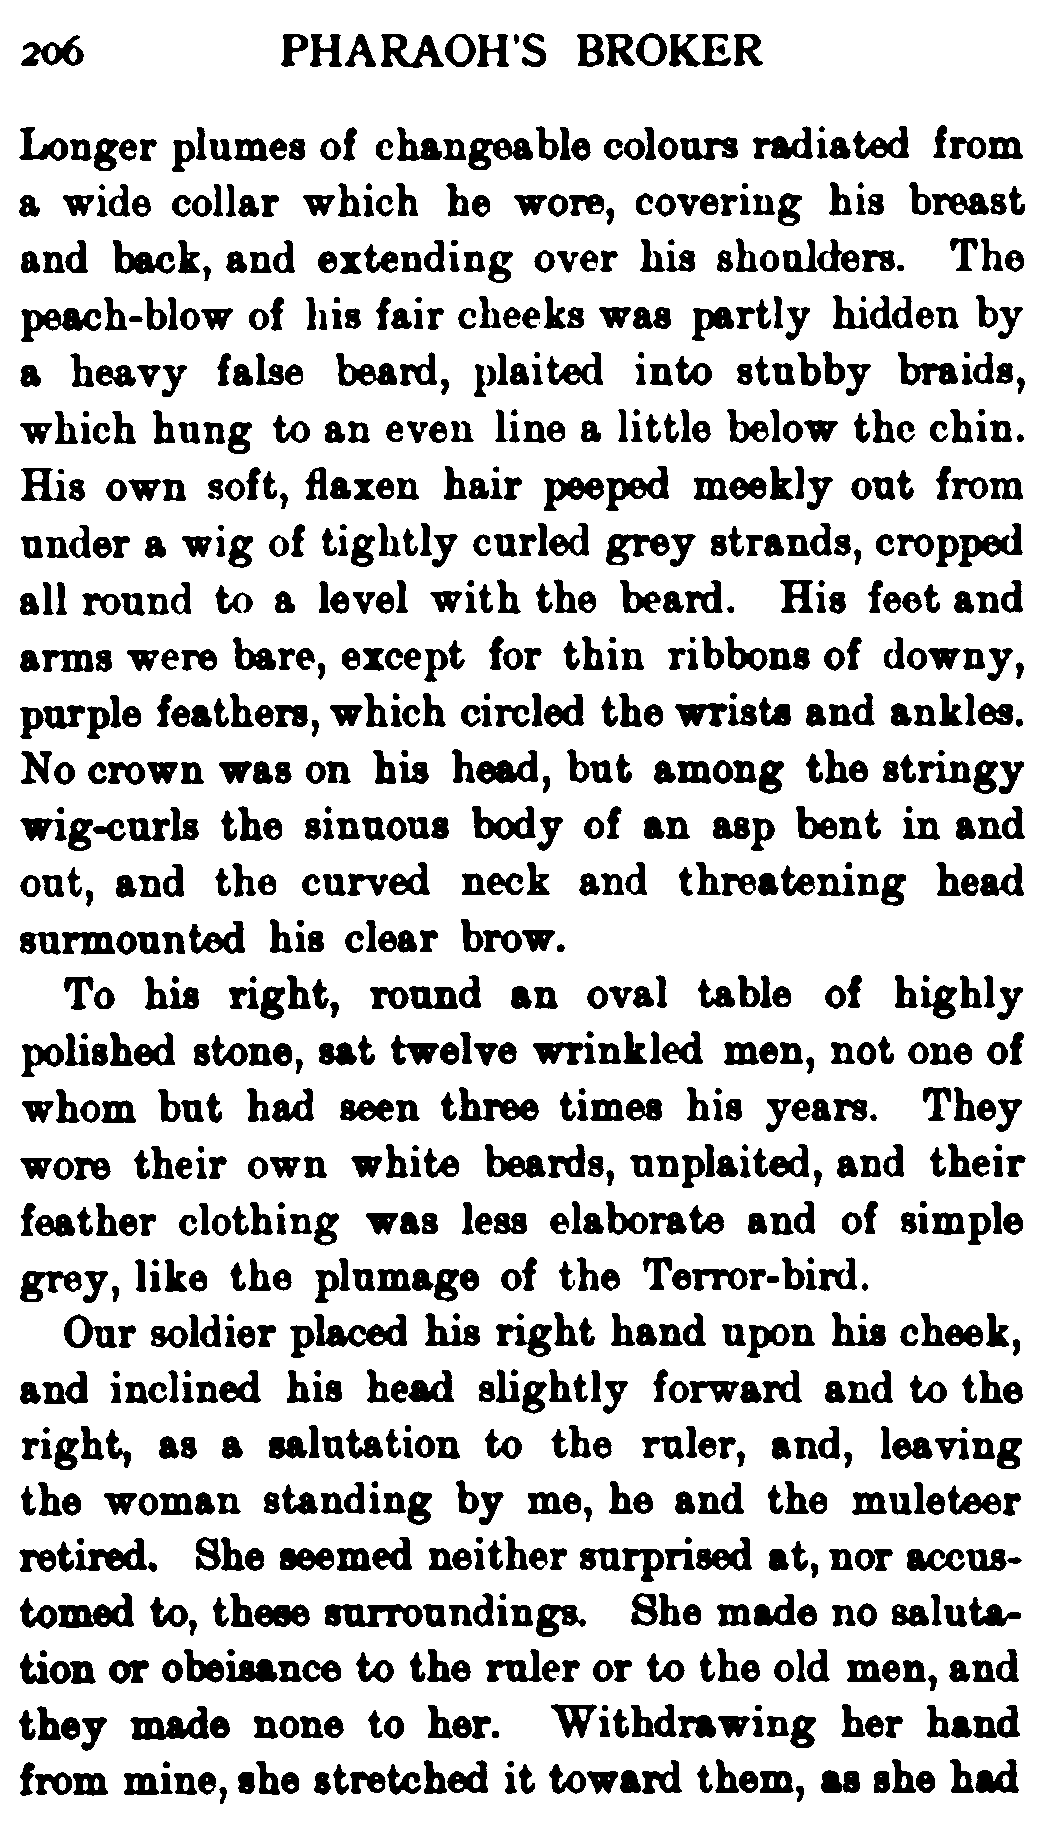 206 PHARAOH'S BROKER
Longer plumes of changeable colours radiated from
a wide collar which he wore, covering his breast
and back, and extending over his shoulders. The
peach-blow of his fair cheeks was partly hidden by
a heavy false beard, plaited into stubby braids,
which hung to an even line a little below the chin.
His own soft, flaxen hair peeped meekly out from
under a wig of tightly curled grey strands, cropped
all round to a level with the beard. His feet and
arms were bare, except for thin ribbons of downy,
purple feathers, which circled the wrists and ankles.
No crown was on his head, but among the stringy
wig-curls the sinuous body of an asp bent in and
out, and the curved neck and threatening head
surmounted his clear brow.
To his right, round an oval table of highly
polished stone, sat twelve wrinkled men, not one of
whom but had seen three times his years. They
wore their own white beards, unplaited, and their
feather clothing was less elaborate and of simple
grey, like the plumage of the Terror-bird.
Our soldier placed his right hand upon his cheek,
and inclined his head slightly forward and to the
right, as a salutation to the ruler, and, leaving
the woman standing by me, he and the muleteer
retired. She seemed neither surprised at, nor accus-
tomed to, these surroundings. She made no saluta-
tion or obeisance to the ruler or to the old men, and
they made none to her. Withdrawing her hand
from mine, she stretched it toward them, as she had